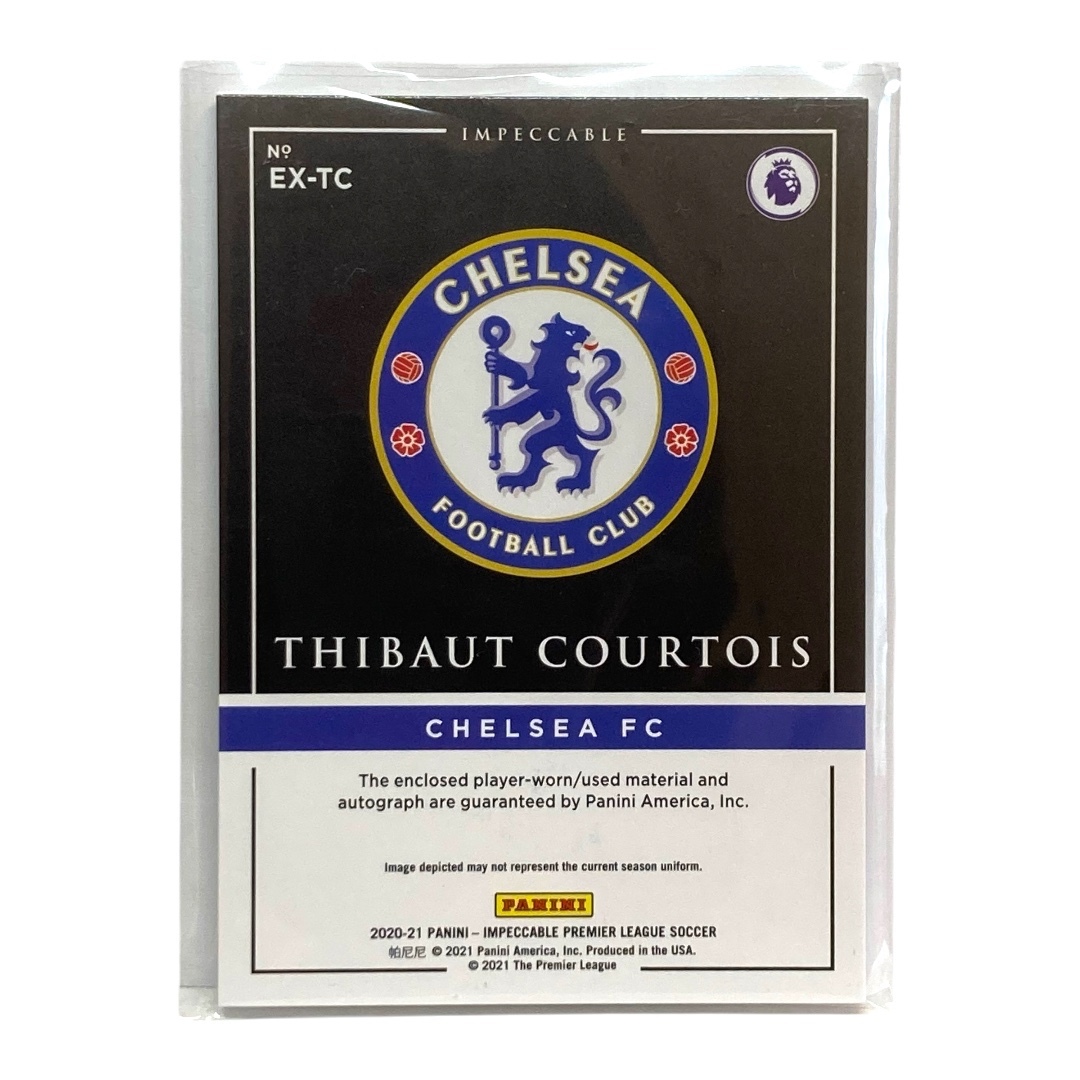 IMPECCABLE
Nº
EX-TC
CHELSEA
FOOTBALL CLUB
THIBAUT COURTOIS
CHELSEA FC
The enclosed player-worn/used material and
autograph are guaranteed by Panini America, Inc.
Image depicted may not represent the current season uniform.
PANINI
2020-21 PANINI – IMPECCABLE PREMIER LEAGUE SOCCER
帕尼尼 © 2021 Panini America, Inc. Produced in the USA.
© 2021 The Premier League